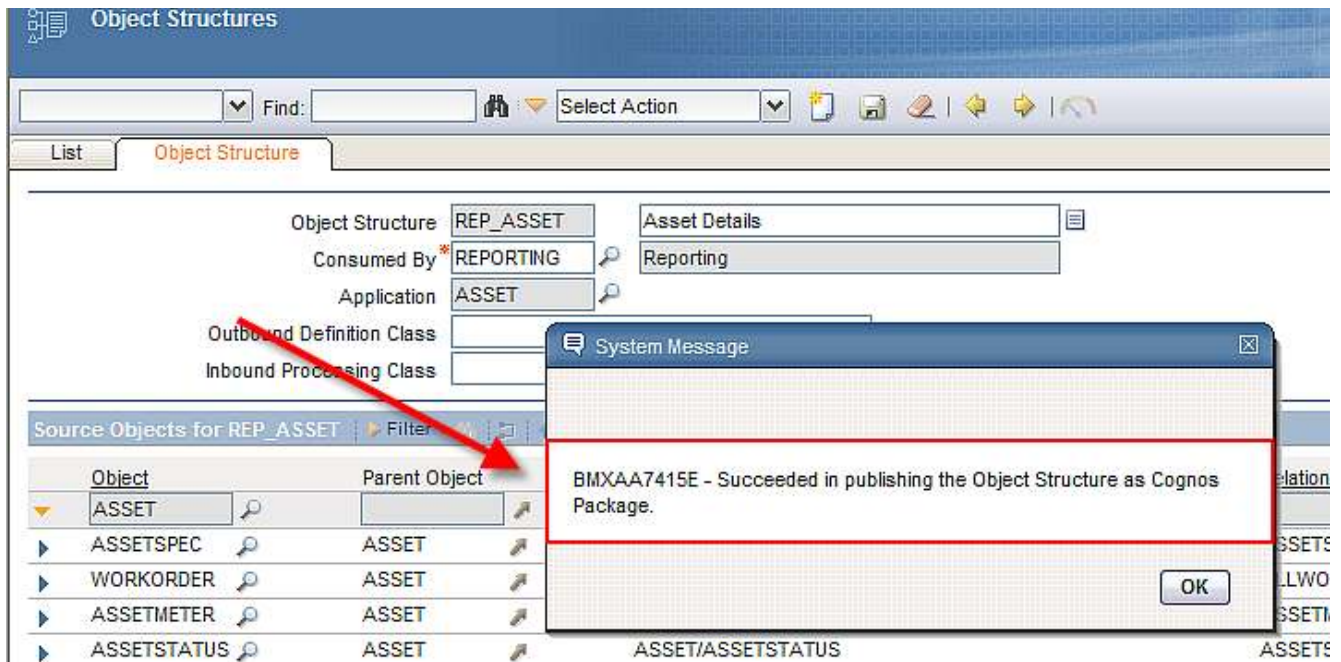 Object Structures
Find: Select Action
List Object Structure
Object Structure REP_ASSET Asset Details
Consumed By * REPORTING Reporting
Application ASSET
Outbound Definition Class
Inbound Processing Class
System Message
Source Objects for REP_ASSET Filter
BMXAA7415E - Succeeded in publishing the Object Structure as Cognos
Package.
Object Parent Object
ASSET
ASSETSPEC ASSET
WORKORDER ASSET
OK
ASSETMETER ASSET
ASSETSTATUS ASSET ASSET/ASSETSTATUS